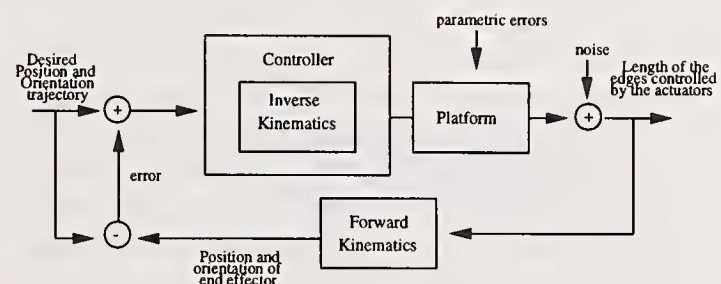 parametric errors
Desired
Position and
Orientation
trajectory
Controller
noise
Length of the
edges controlled
by the actuators
Inverse
Kinematics
Platform
+
+
error
Forward
Kinematics
-
Position and
orientation of
end effector